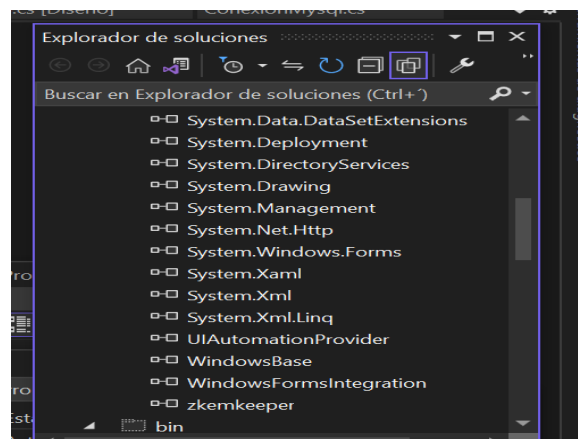 .cs [Diseño] ConexionMysql.cs
Explorador de soluciones
Buscar en Explorador de soluciones (Ctrl+´)
System.Data.DataSetExtensions
System.Deployment
System.DirectoryServices
System.Drawing
System.Management
System.Net.Http
System.Windows.Forms
System.Xaml
System.Xml
System.Xml.Linq
UIAutomationProvider
WindowsBase
WindowsFormsIntegration
zkemkeeper
bin